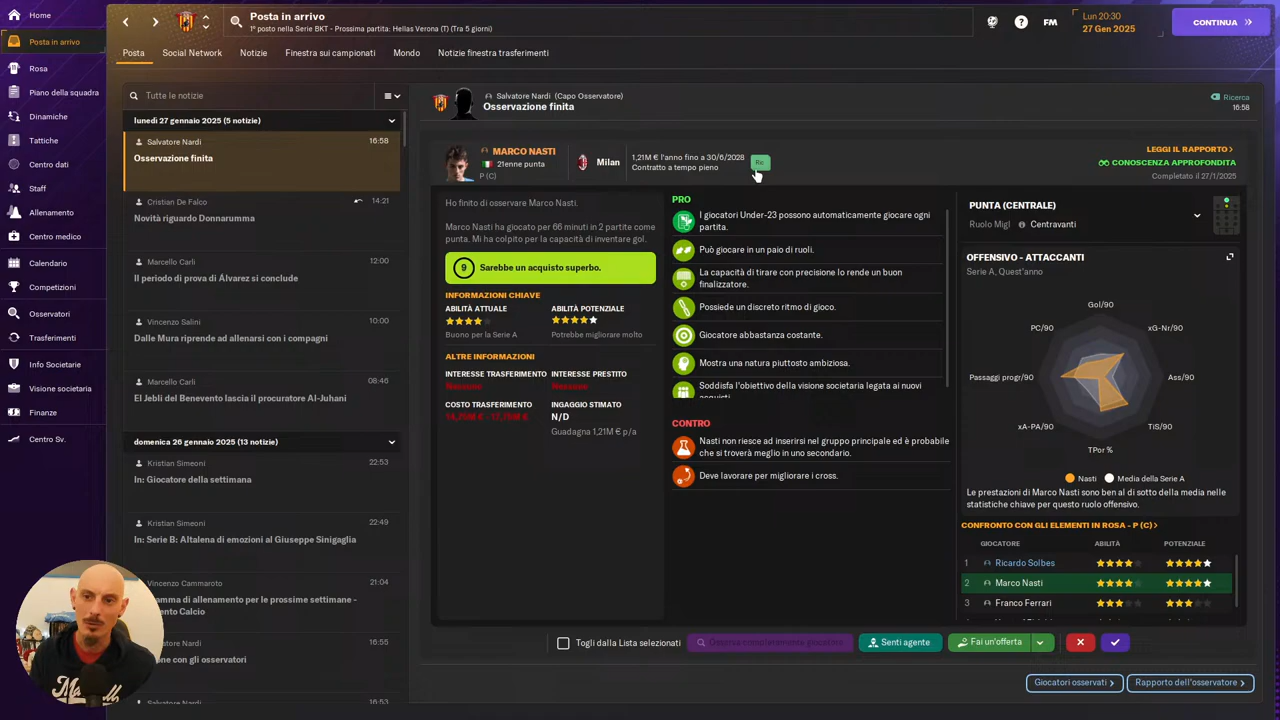 Home
Posta in arrivo
Rosa
Piano della squadra
Dinamiche
Tattiche
Centro dati
Staff
Allenamento
Centro medico
Calendario
Competizioni
Osservatori
Trasferimenti
Info Societarie
Visione societaria
Finanze
Centro Sv.
Posta in arrivo
1° posto nella Serie BKT - Prossima partita: Hellas Verona (T) (Tra 5 giorni)
FM
Lun 20:30
27 Gen 2025
CONTINUA
Posta
Social Network
Notizie
Finestra sui campionati
Mondo
Notizie finestra trasferimenti
Tutte le notizie
lunedì 27 gennaio 2025 (5 notizie)
Salvatore Nardi 16:58
Osservazione finita
Cristian De Falco 14:21
Novità riguardo Donnarumma
Marcello Carli 12:00
Il periodo di prova di Álvarez si conclude
Vincenzo Salini 10:00
Dalle Mura riprende ad allenarsi con i compagni
Marcello Carli 08:46
El Jebli del Benevento lascia il procuratore Al-Juhani
domenica 26 gennaio 2025 (13 notizie)
Kristian Simeoni 22:53
In: Giocatore della settimana
Kristian Simeoni 22:49
In: Serie B: Altalena di emozioni al Giuseppe Sinigaglia
Vincenzo Cammaroto 21:04
amma di allenamento per le prossime settimane -
ento Calcio
atore Nardi 16:55
one con gli osservatori
Salvatore Nardi 16:53
Salvatore Nardi (Capo Osservatore)
Osservazione finita
Ricerca
16:58
MARCO NASTI
21enne punta
P (C)
Milan
1,21M € l'anno fino a 30/6/2028
Contratto a tempo pieno
Ric
LEGGI IL RAPPORTO
CONOSCENZA APPROFONDITA
Completato il 27/1/2025
Ho finito di osservare Marco Nasti.
Marco Nasti ha giocato per 66 minuti in 2 partite come
punta. Mi ha colpito per la capacità di inventare gol.
9 Sarebbe un acquisto superbo.
INFORMAZIONI CHIAVE
ABILITÀ ATTUALE
Buono per la Serie A
ABILITÀ POTENZIALE
Potrebbe migliorare molto
ALTRE INFORMAZIONI
INTERESSE TRASFERIMENTO
Nessuno
INTERESSE PRESTITO
Nessuno
COSTO TRASFERIMENTO
INGAGGIO STIMATO
N/D
Guadagna 1,21M € p/a
PRO
I giocatori Under-23 possono automaticamente giocare ogni
partita.
Può giocare in un paio di ruoli.
La capacità di tirare con precisione lo rende un buon
finalizzatore.
Possiede un discreto ritmo di gioco.
Giocatore abbastanza costante.
Mostra una natura piuttosto ambiziosa.
Soddisfa l'obiettivo della visione societaria legata ai nuovi
acquisti.
CONTRO
Nasti non riesce ad inserirsi nel gruppo principale ed è probabile
che si troverà meglio in uno secondario.
Deve lavorare per migliorare i cross.
PUNTA (CENTRALE)
Ruolo Migl Centravanti
OFFENSIVO - ATTACCANTI
Serie A, Quest'anno
Gol/90
PC/90
xG-Nr/90
Passaggi progr/90
Ass/90
xA-PA/90
TiS/90
TPor %
Nasti Media della Serie A
Le prestazioni di Marco Nasti sono ben al di sotto della media nelle
statistiche chiave per questo ruolo offensivo.
CONFRONTO CON GLI ELEMENTI IN ROSA - P (C)
GIOCATORE ABILITÀ POTENZIALE
1 Ricardo Solbes
2 Marco Nasti
3 Franco Ferrari
Togli dalla Lista selezionati
Osserva completamente giocatore
Senti agente
Fai un'offerta
Giocatori osservati
Rapporto dell'osservatore